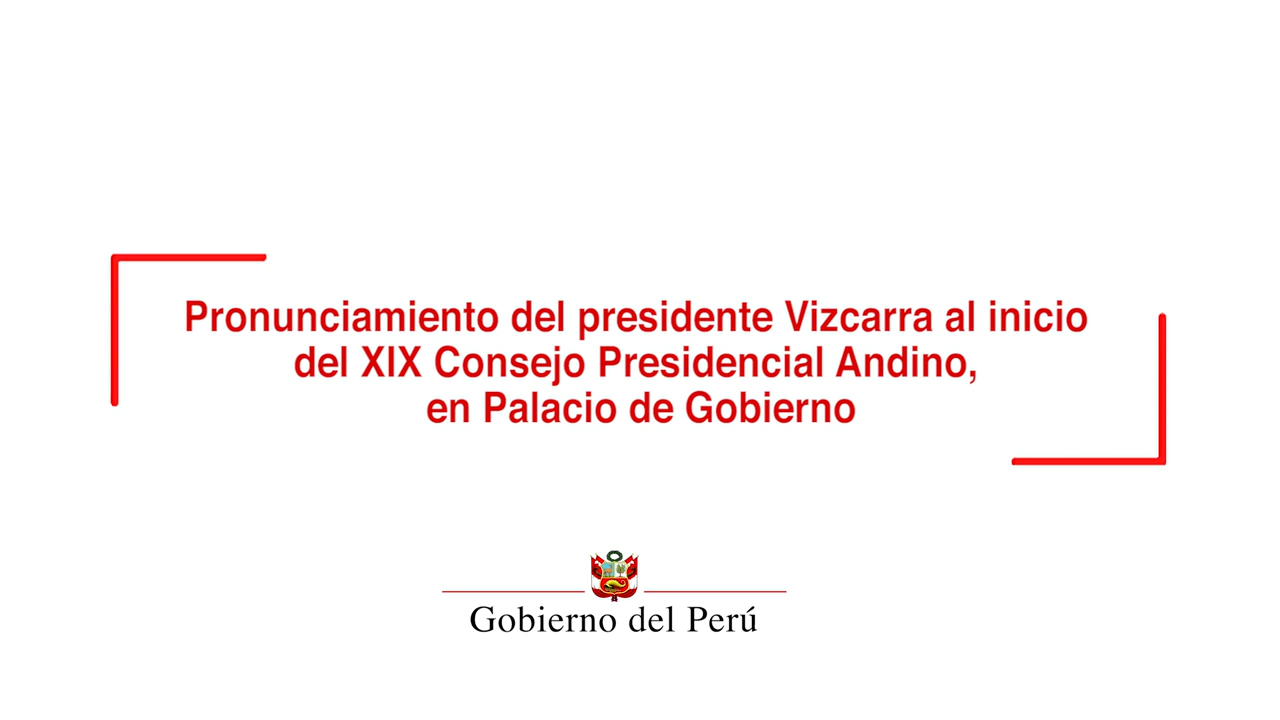 Pronunciamiento del presidente Vizcarra al inicio
del XIX Consejo Presidencial Andino,
en Palacio de Gobierno
Gobierno del Perú